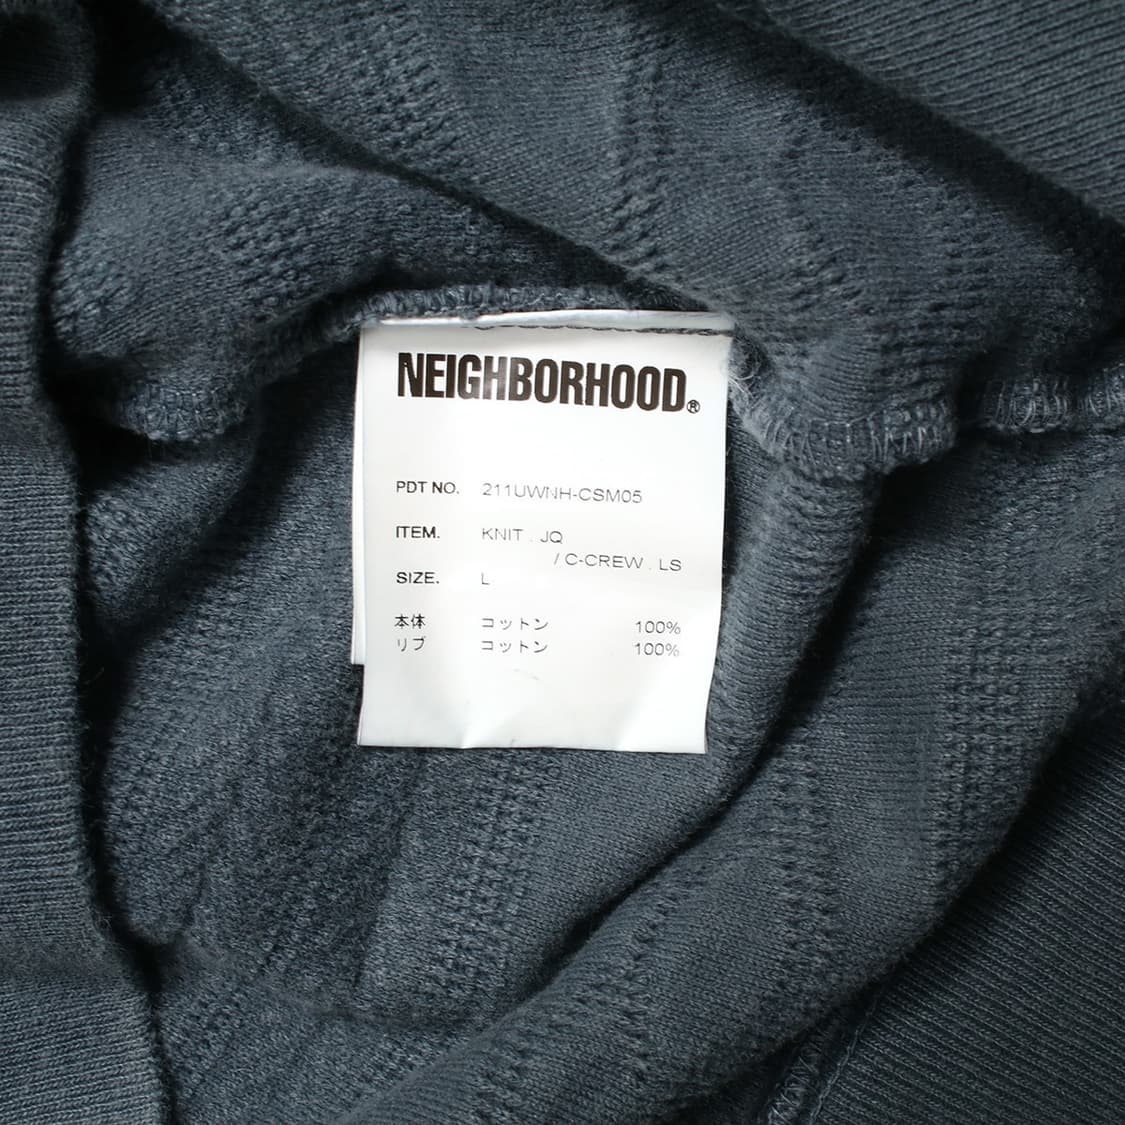 NEIGHBORHOOD®
PDT NO. 211UWNH-CSM05
ITEM. KNIT . JQ
/ C-CREW . LS
SIZE. L
本体 コットン 100%
リブ コットン 100%